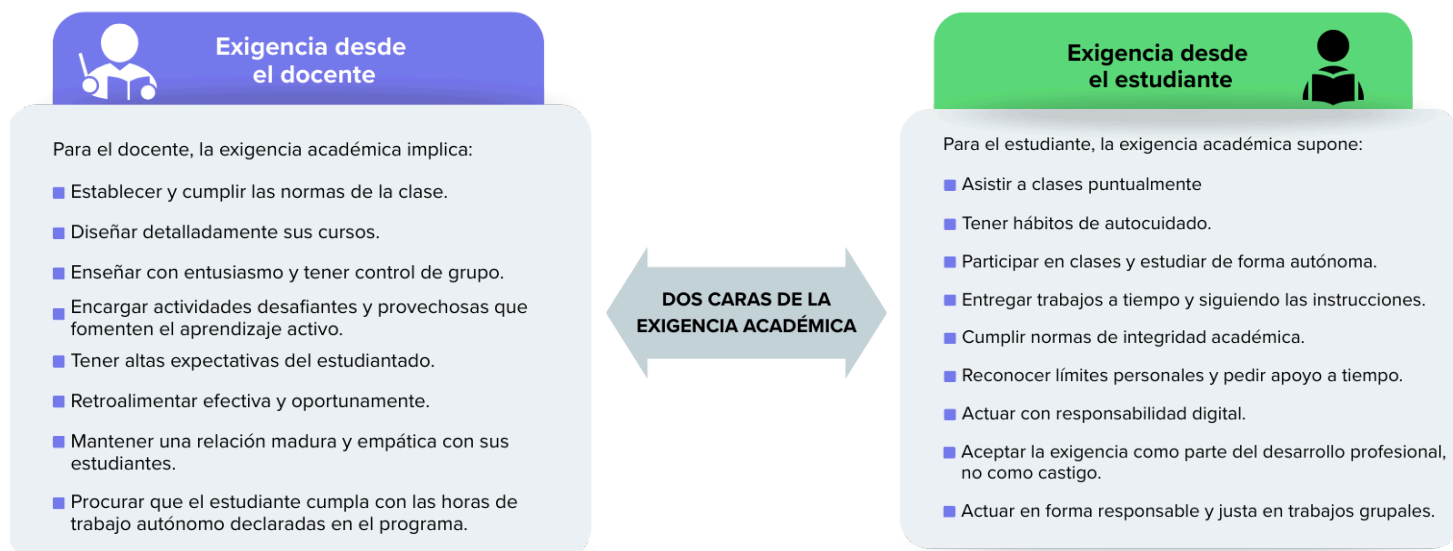 Exigencia desde
el docente
Para el docente, la exigencia académica implica:
Establecer y cumplir las normas de la clase.
Diseñar detalladamente sus cursos.
Enseñar con entusiasmo y tener control de grupo.
Encargar actividades desafiantes y provechosas que
fomenten el aprendizaje activo.
Tener altas expectativas del estudiantado.
Retroalimentar efectiva y oportunamente.
Mantener una relación madura y empática con sus
estudiantes.
Procurar que el estudiante cumpla con las horas de
trabajo autónomo declaradas en el programa.
DOS CARAS DE LA
EXIGENCIA ACADÉMICA
Exigencia desde
el estudiante
Para el estudiante, la exigencia académica supone:
Asistir a clases puntualmente
Tener hábitos de autocuidado.
Participar en clases y estudiar de forma autónoma.
Entregar trabajos a tiempo y siguiendo las instrucciones.
Cumplir normas de integridad académica.
Reconocer límites personales y pedir apoyo a tiempo.
Actuar con responsabilidad digital.
Aceptar la exigencia como parte del desarrollo profesional,
no como castigo.
Actuar en forma responsable y justa en trabajos grupales.